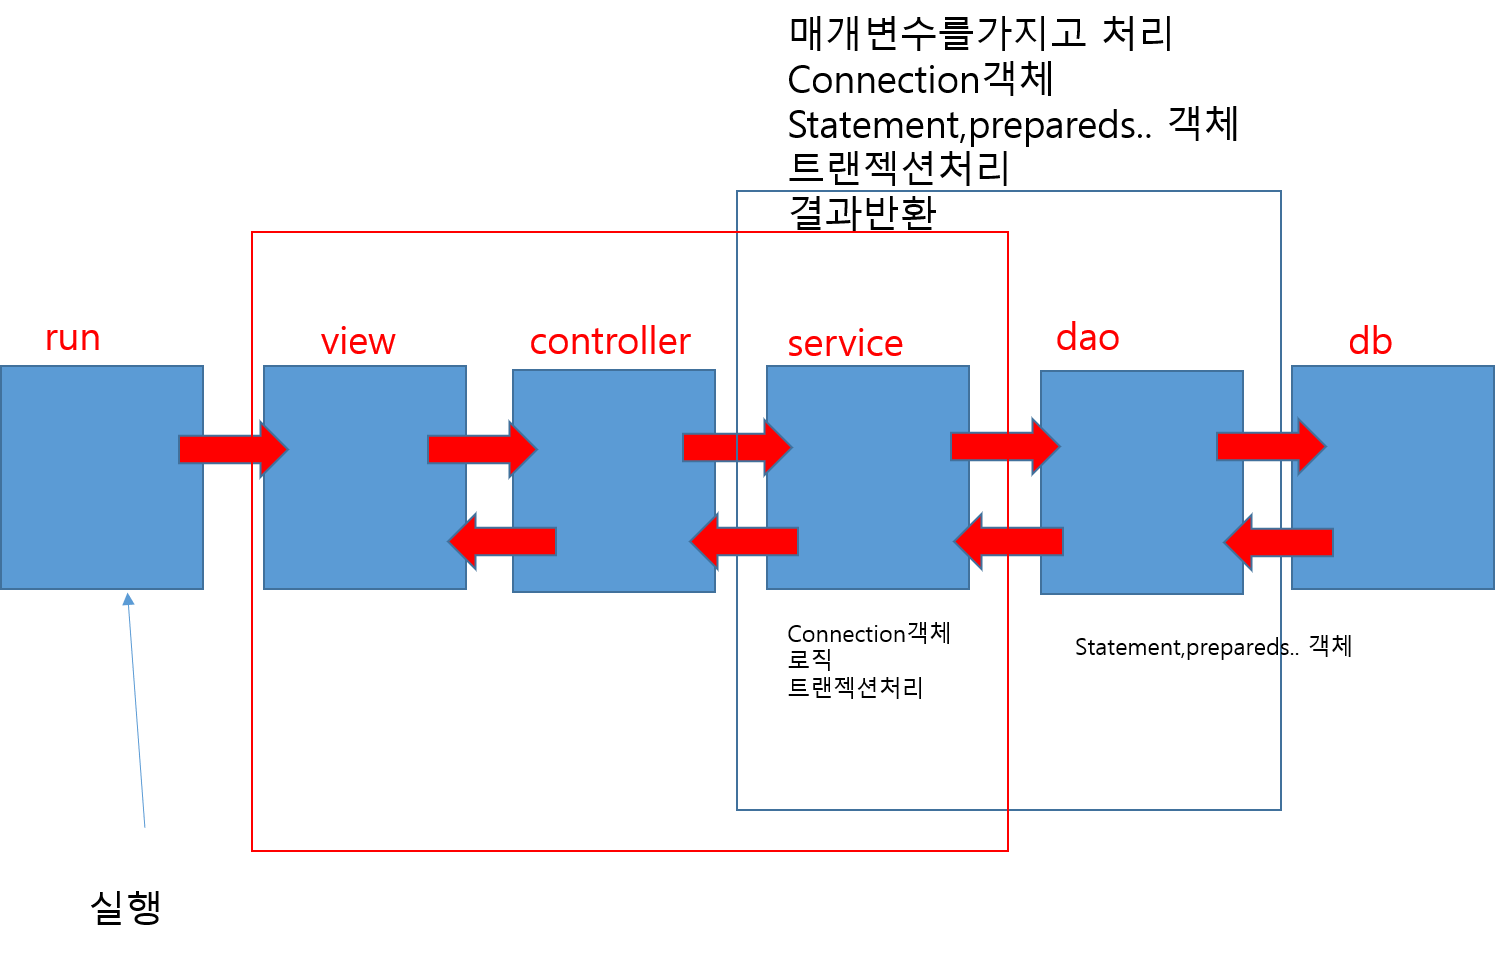 매개변수를가지고 처리
Connection객체
Statement,prepareds.. 객체
트랜젝션처리
결과반환
run
view
controller
service
dao
db
Connection객체
로직
트랜젝션처리
Statement,prepareds.. 객체
실행